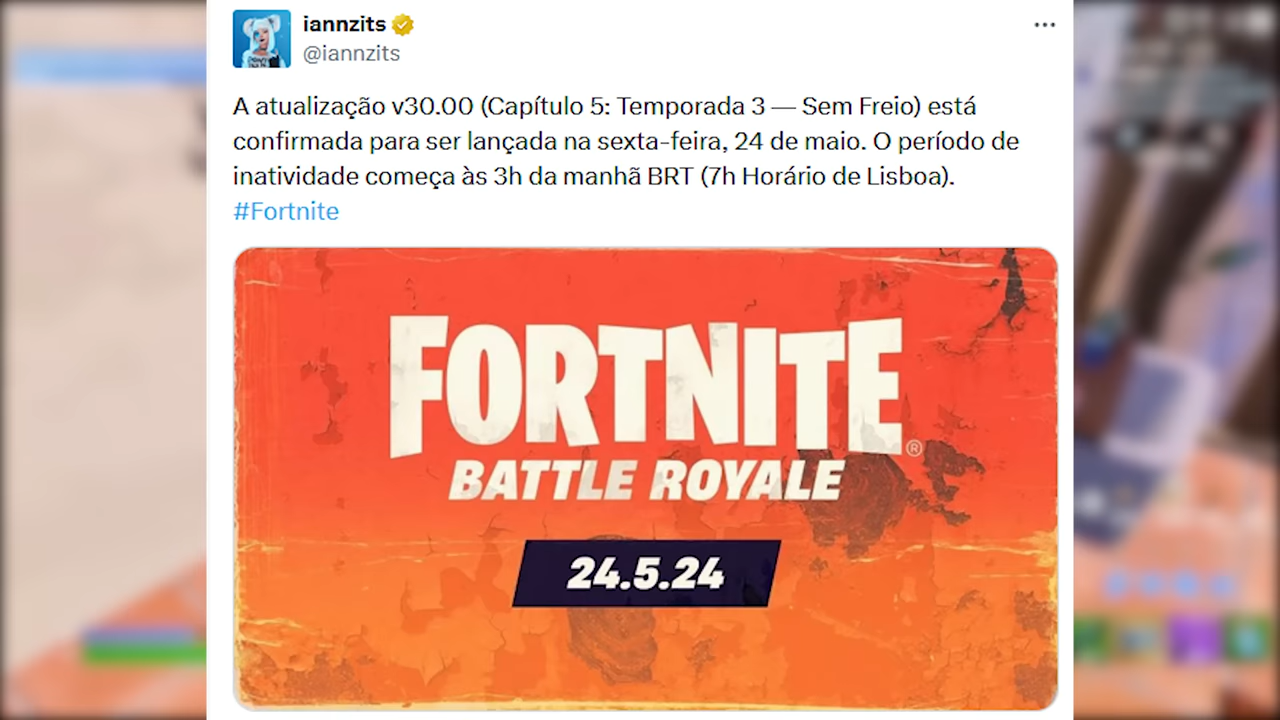 iannzits
@iannzits
A atualização v30.00 (Capítulo 5: Temporada 3 — Sem Freio) está
confirmada para ser lançada na sexta-feira, 24 de maio. O período de
inatividade começa às 3h da manhã BRT (7h Horário de Lisboa).
#Fortnite
FORTNITE®
BATTLE ROYALE
24.5.24